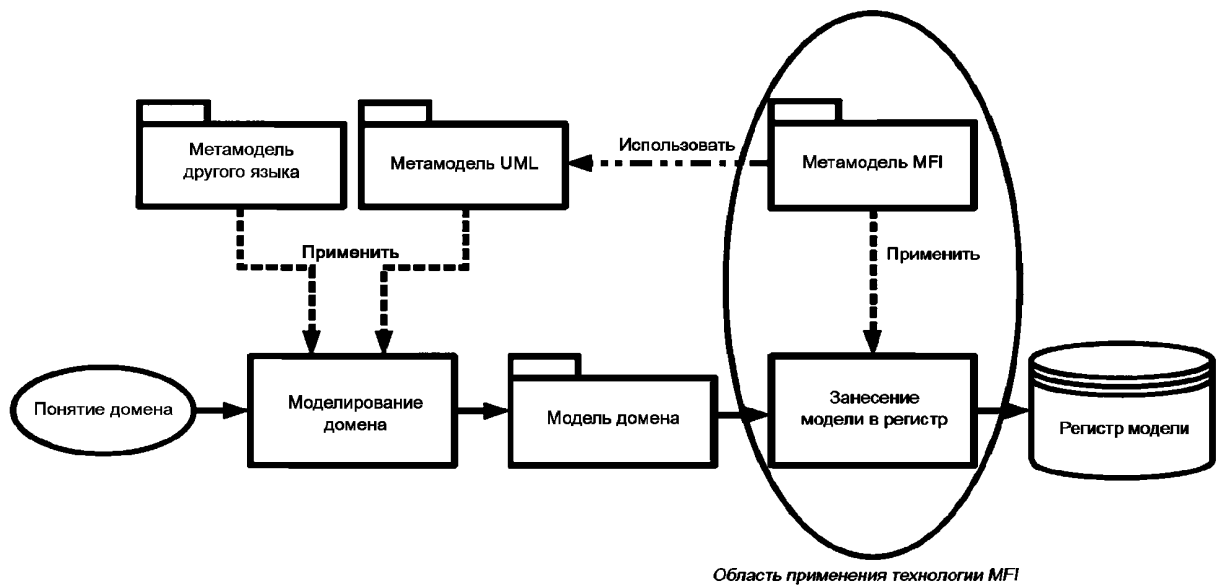 Использовать
Метамодель
другого языка
Метамодель UML
Метамодель MFI
Применить
Применить
Понятие домена
Моделирование
домена
Модель домена
Занесение
модели в регистр
Регистр модели
Область применения технологии MFI